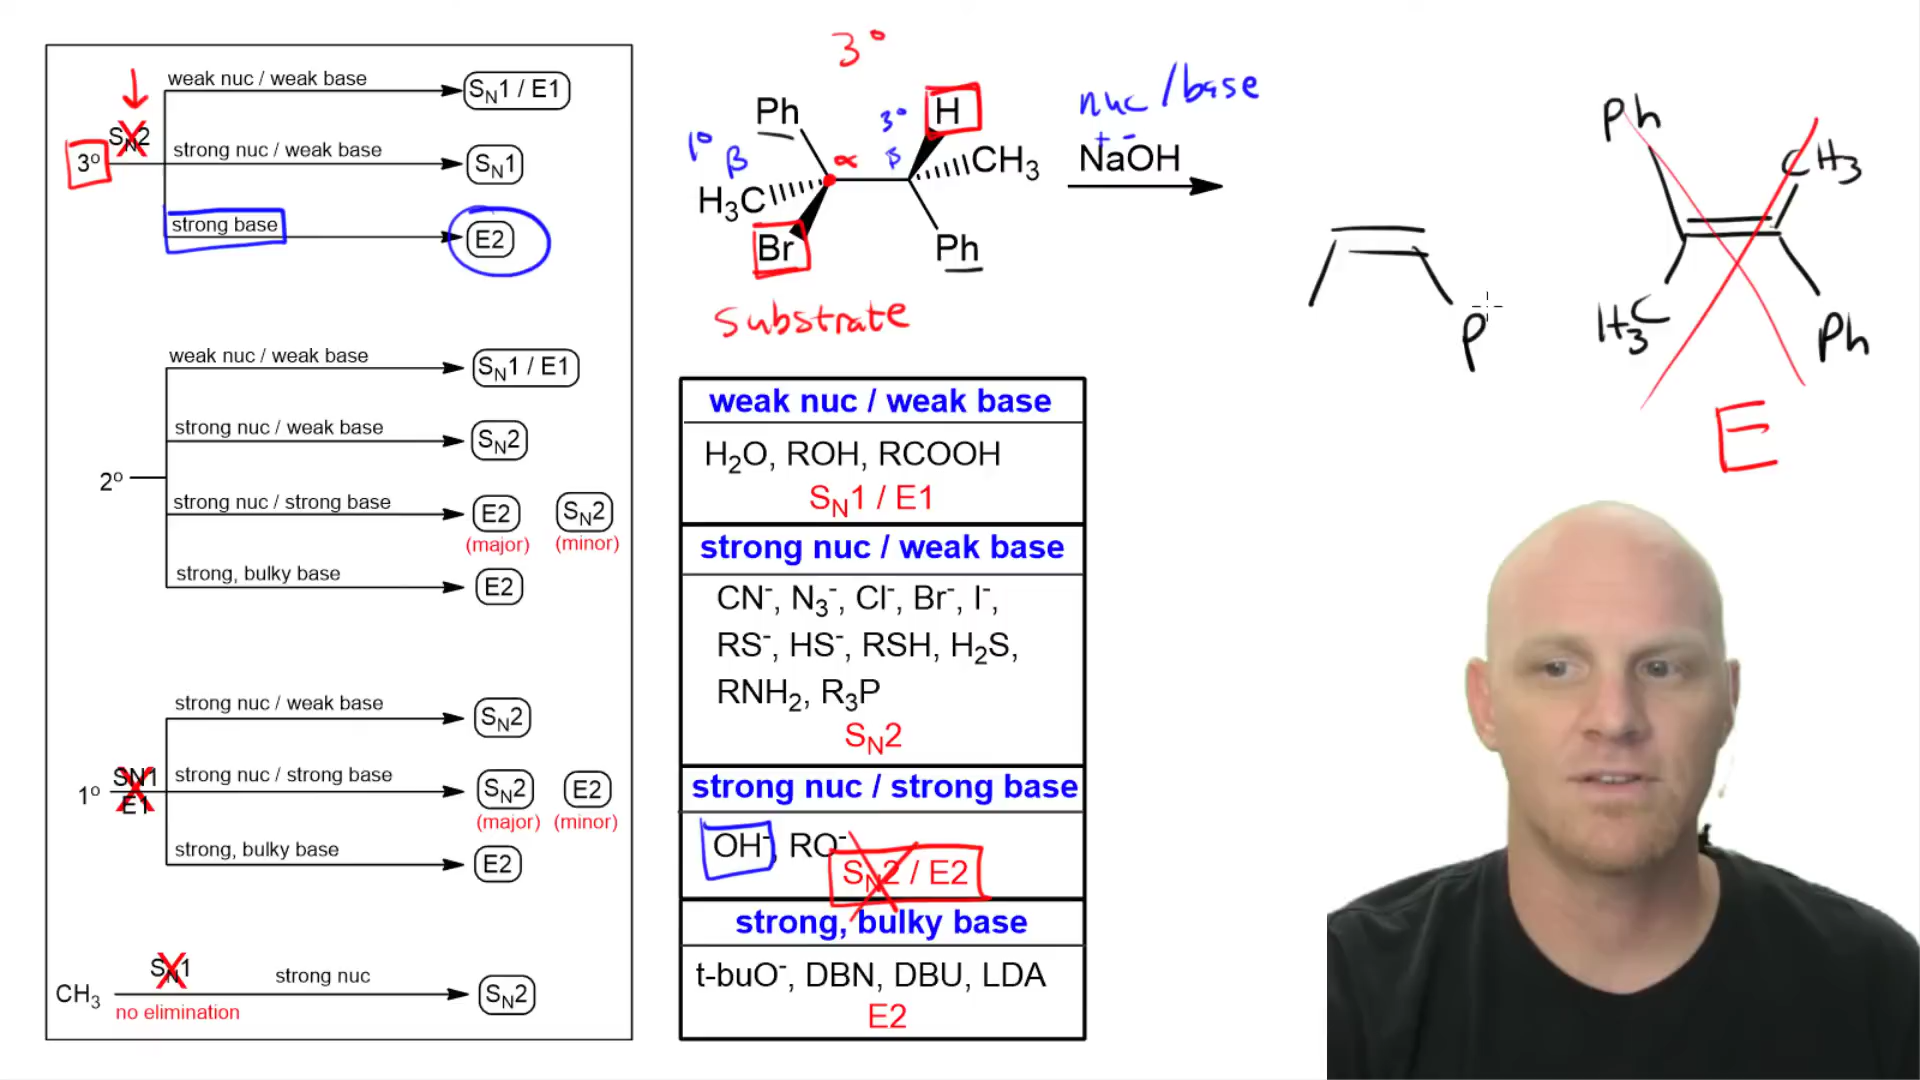 weak nuc / weak base
SN1 / E1
SN2
3º
strong nuc / weak base
SN1
strong base
E2
weak nuc / weak base
SN1 / E1
strong nuc / weak base
SN2
2º
strong nuc / strong base
E2
SN2
(major)
(minor)
strong, bulky base
E2
strong nuc / weak base
SN2
SN1
1º
E1
strong nuc / strong base
SN2
E2
(major)
(minor)
strong, bulky base
E2
SN1
strong nuc
CH3
no elimination
SN2
3º
Ph
H
3º
1º
β
α
β
CH3
H3C
Br
Ph
substrate
nuc/base
+ -
NaOH
P
Ph
CH3
H3C
Ph
E
weak nuc / weak base
H2O, ROH, RCOOH
SN1 / E1
strong nuc / weak base
CN-, N3-, Cl-, Br-, I-,
RS-, HS-, RSH, H2S,
RNH2, R3P
SN2
strong nuc / strong base
OH-, RO-
SN2 / E2
strong, bulky base
t-buO-, DBN, DBU, LDA
E2